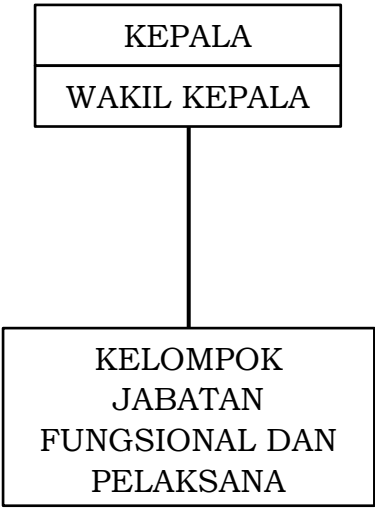 KEPALA
WAKIL KEPALA
KELOMPOK
JABATAN
FUNGSIONAL DAN
PELAKSANA